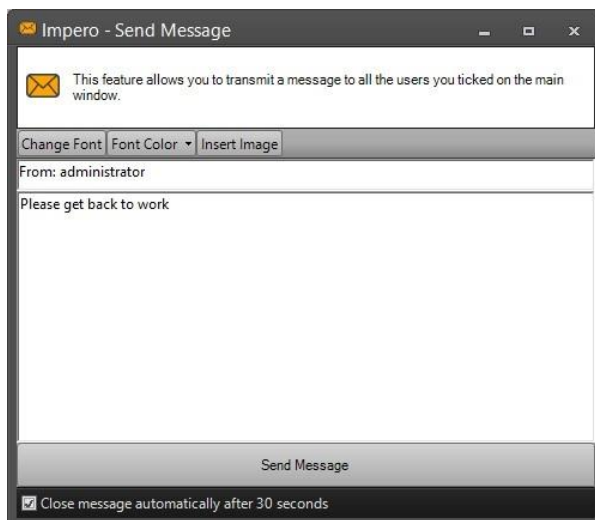 Impero - Send Message
This feature allows you to transmit a message to all the users you ticked on the main
window.
Change Font Font Color Insert Image
From: administrator
Please get back to work
Send Message
Close message automatically after 30 seconds